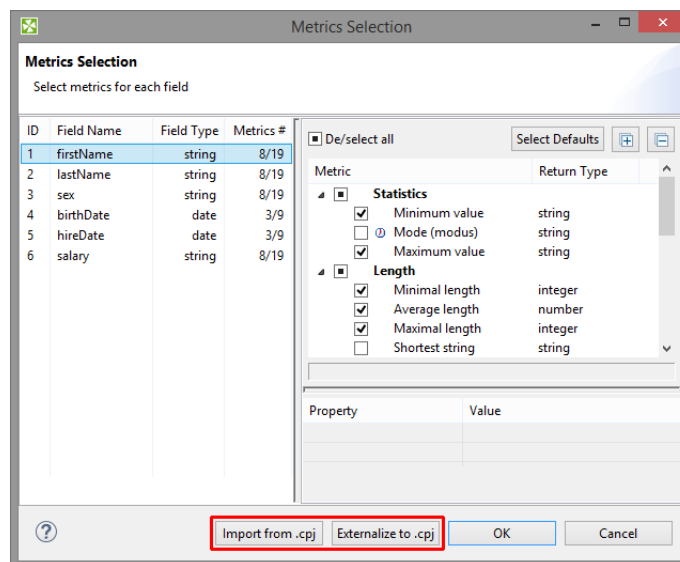 Metrics Selection
Metrics Selection
Select metrics for each field
ID Field Name Field Type Metrics #
1 firstName string 8/19
2 lastName string 8/19
3 sex string 8/19
4 birthDate date 3/9
5 hireDate date 3/9
6 salary string 8/19
De/select all Select Defaults
Metric Return Type
Statistics
Minimum value string
Mode (modus) string
Maximum value string
Length
Minimal length integer
Average length number
Maximal length integer
Shortest string string
Property Value
? Import from .cpj Externalize to .cpj OK Cancel